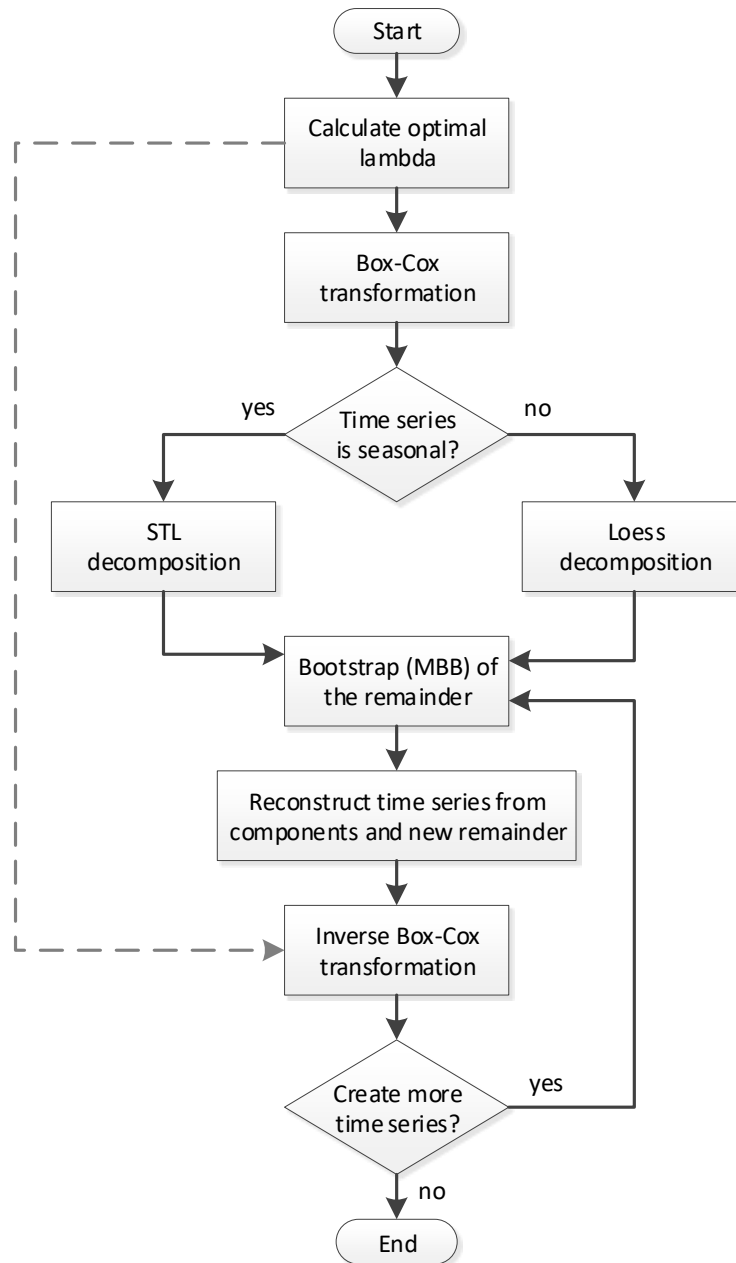 Start
Calculate optimal
lambda
Box-Cox
transformation
yes
Time series
is seasonal?
no
STL
decomposition
Loess
decomposition
Bootstrap (MBB) of
the remainder
Reconstruct time series from
components and new remainder
Inverse Box-Cox
transformation
Create more
time series?
yes
no
End